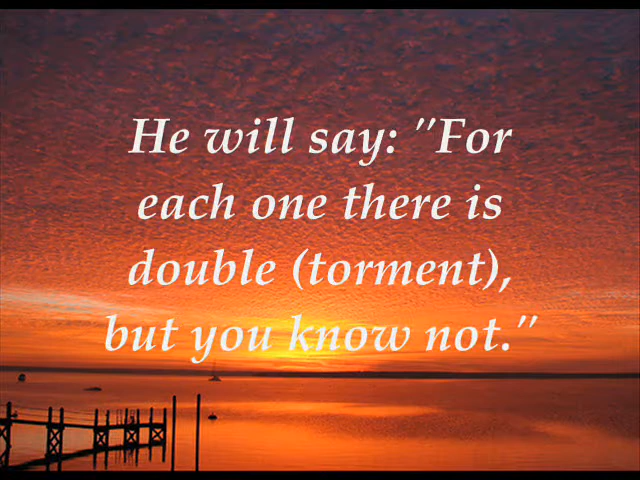 He will say: "For
each one there is
double (torment),
but you know not."